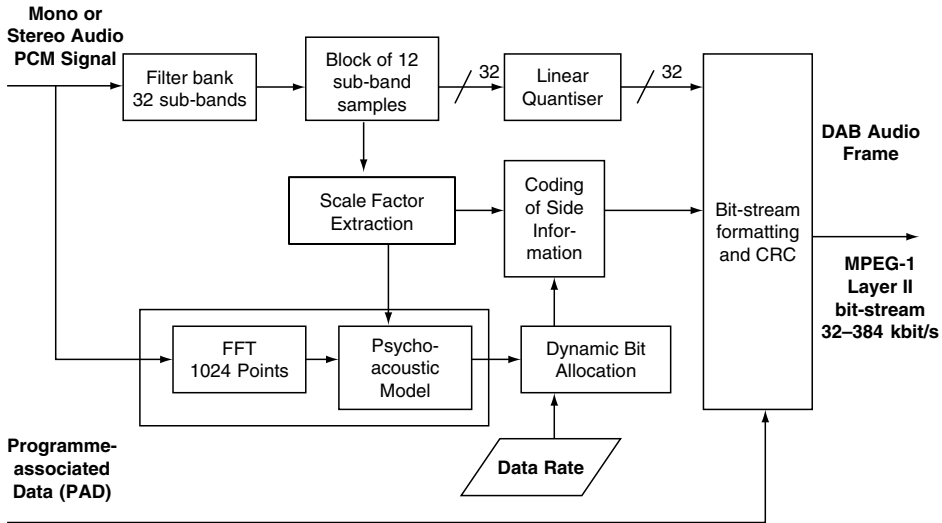 Mono or
Stereo Audio
PCM Signal
Filter bank
32 sub-bands
Block of 12
sub-band
samples
32
Linear
Quantiser
32
DAB Audio
Frame
Scale Factor
Extraction
Coding
of Side
Infor-
mation
Bit-stream
formatting
and CRC
MPEG-1
Layer II
bit-stream
32–384 kbit/s
FFT
1024 Points
Psycho-
acoustic
Model
Dynamic Bit
Allocation
Data Rate
Programme-
associated
Data (PAD)